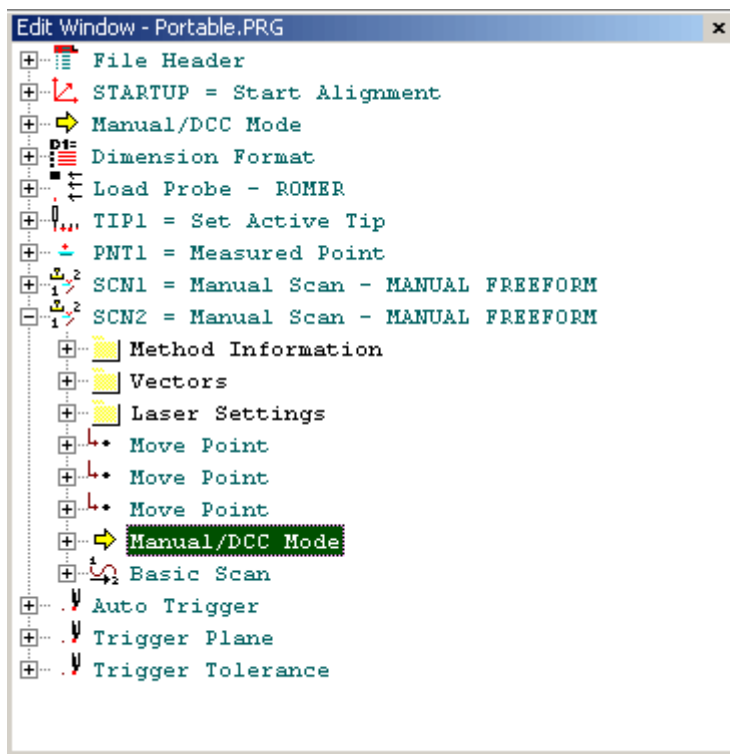 Edit Window - Portable.PRG
File Header
STARTUP = Start Alignment
Manual/DCC Mode
D1=
Dimension Format
Load Probe - ROMER
TIP1 = Set Active Tip
PNT1 = Measured Point
SCN1 = Manual Scan - MANUAL FREEFORM
SCN2 = Manual Scan - MANUAL FREEFORM
Method Information
Vectors
Laser Settings
Move Point
Move Point
Move Point
Manual/DCC Mode
Basic Scan
Auto Trigger
Trigger Plane
Trigger Tolerance